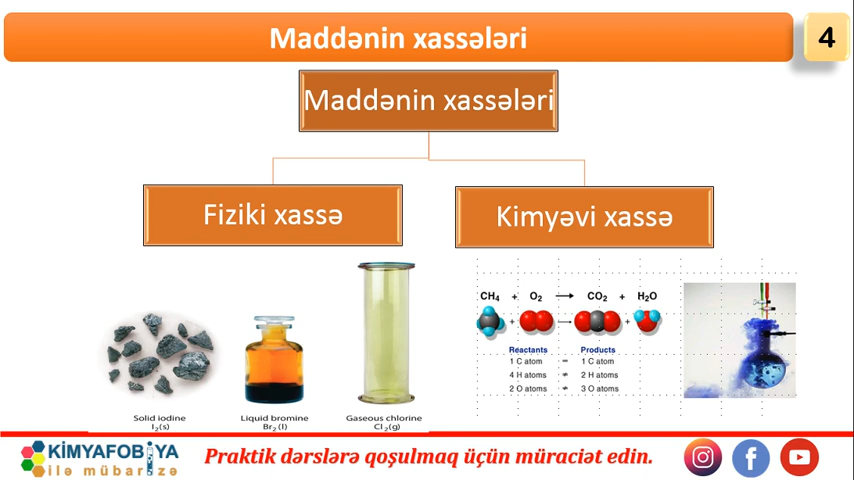 Maddənin xassələri
4
Maddənin xassələri
Fiziki xassə
Kimyəvi xassə
CH4 + O2 → CO2 + H2O
+ → +
Reactants Products
1 C atom = 1 C atom
4 H atoms ≠ 2 H atoms
2 O atoms ≠ 3 O atoms
Solid iodine
I2(s)
Liquid bromine
Br2(l)
Gaseous chlorine
Cl2(g)
KİMYAFOBİYA
ilə mübarizə
Praktik dərslərə qoşulmaq üçün müraciət edin.